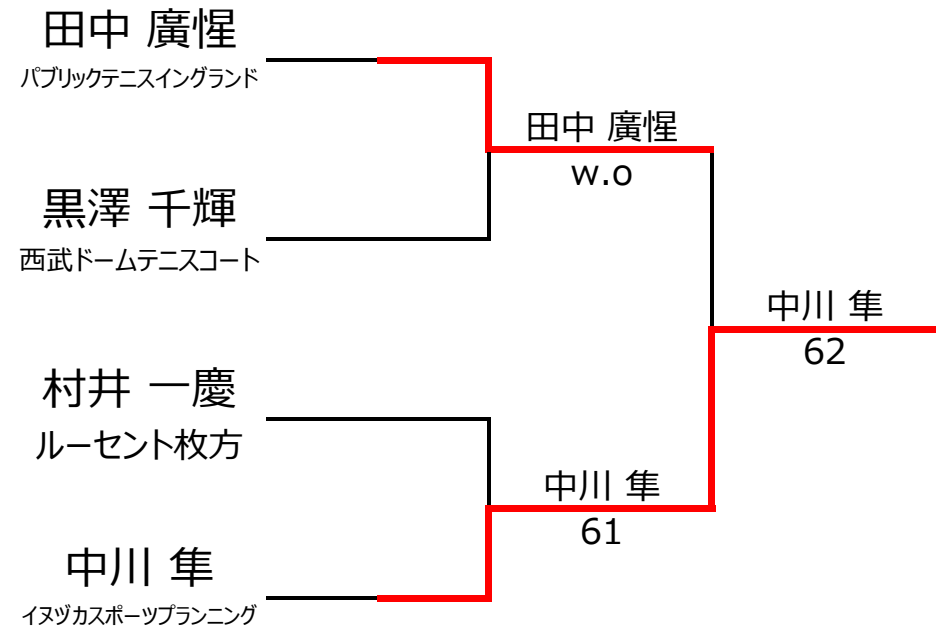 田中 廣惺
パブリックテニスイングランド
田中 廣惺
w.o
黒澤 千輝
西武ドームテニスコート
中川 隼
62
村井 一慶
ルーセント枚方
中川 隼
61
中川 隼
イヌヅカスポーツプランニング